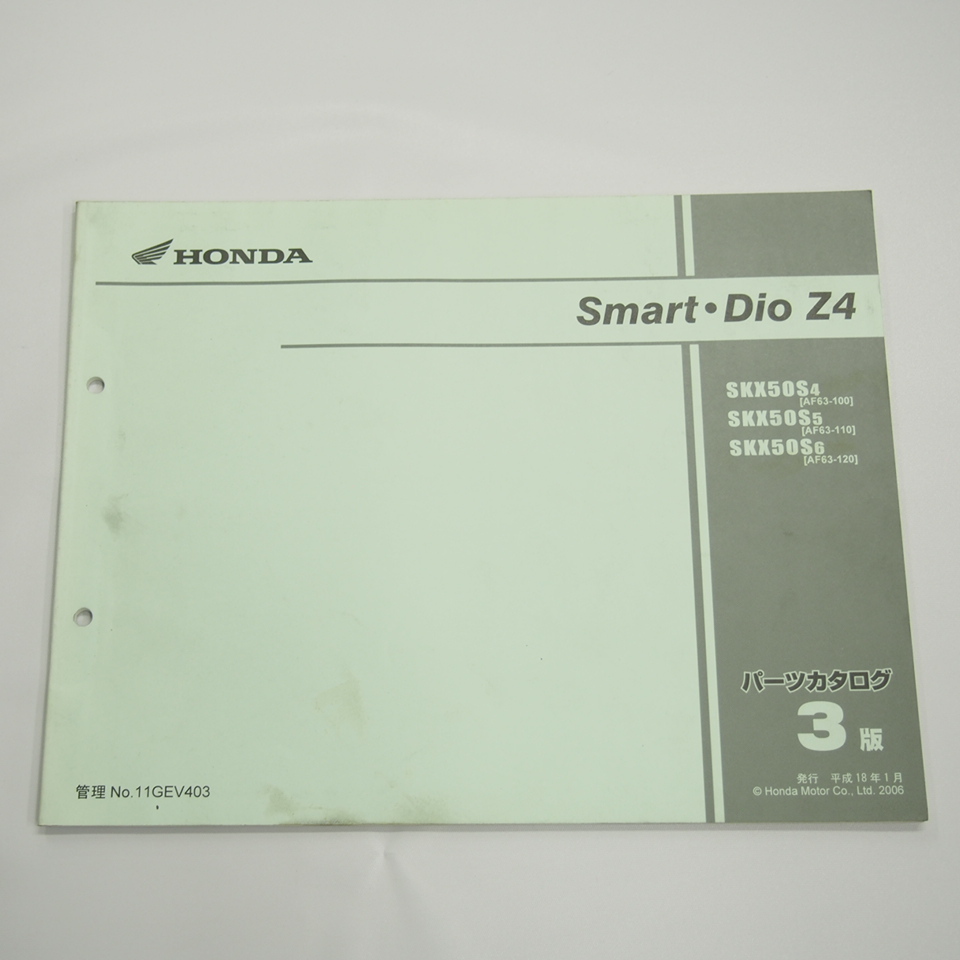 HONDA
Smart・Dio Z4
SKX50S4
[AF63-100]
SKX50S5
[AF63-110]
SKX50S6
[AF63-120]
パーツカタログ
3版
発行 平成18年1月
© Honda Motor Co., Ltd. 2006
管理 No.11GEV403